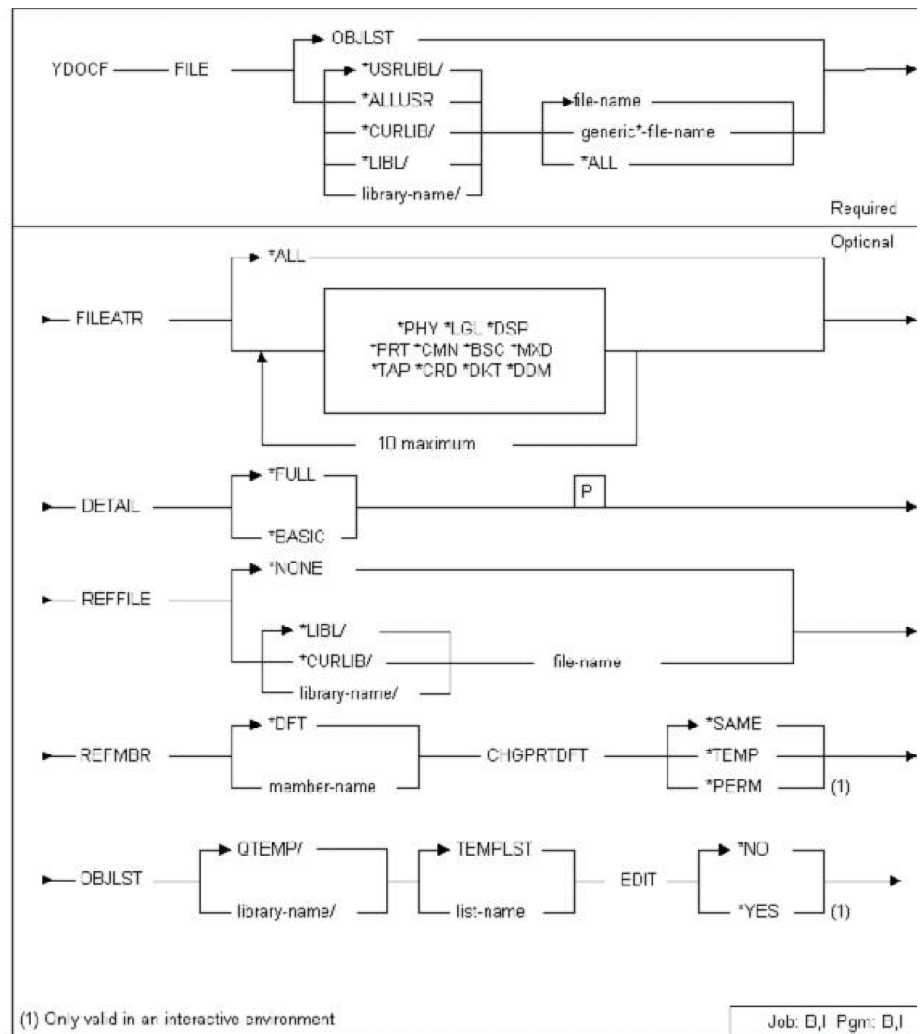 OBJLST
YDOCF FILE
*USRLIBL/
*ALLUSR
*CURLIB/
*LIBL/
library-name/
file-name
generic*-file-name
*ALL
Required
Optional
*ALL
FILEATR
*PHY *LGL *DSP
*PRT *CMN *BSC *MXD
*TAP *CRD *DKT *DDM
10 maximum
*FULL
P
DETAIL
*BASIC
*NONE
REFFILE
*LIBL/
*CURLIB/ file-name
library-name/
*DFT *SAME
REFMBR CHGPRTDFT *TEMP
member-name *PERM (1)
QTEMP/ TEMPLST *NO
OBJLST EDIT
library-name/ list-name *YES (1)
(1) Only valid in an interactive environment
Job: B,I Pgm: B,I